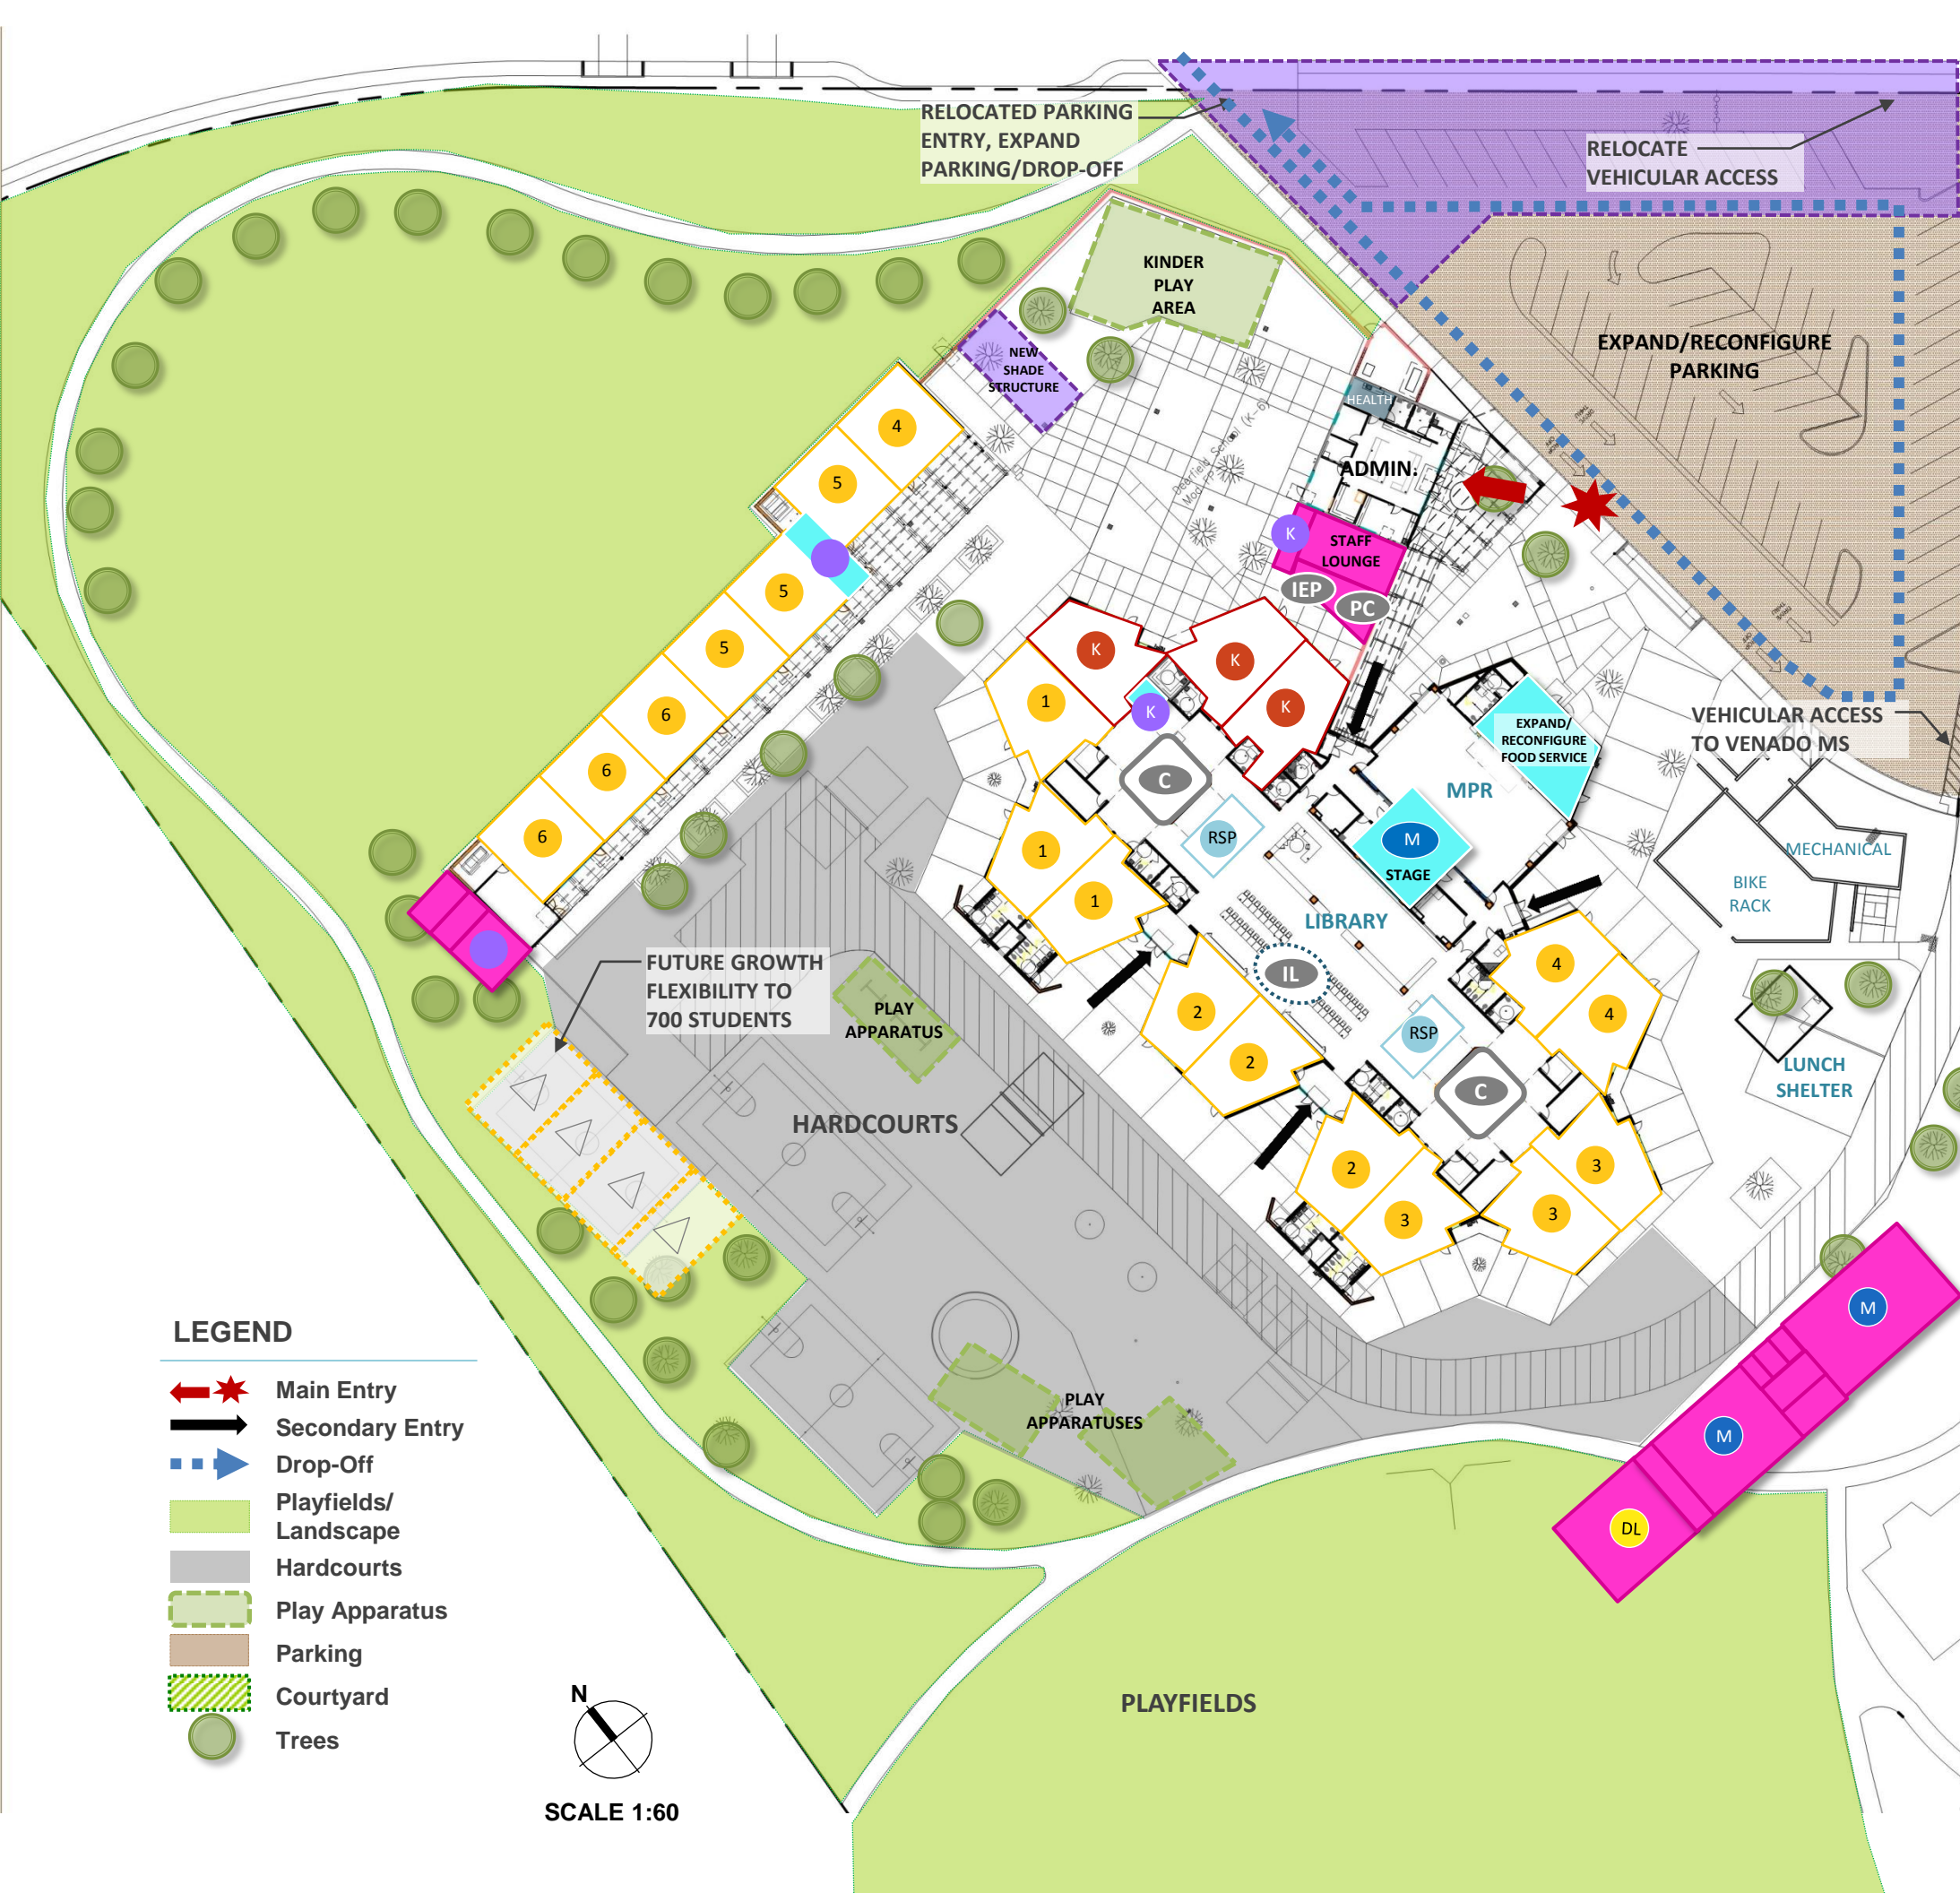 RELOCATED PARKING
ENTRY, EXPAND
PARKING/DROP-OFF
RELOCATE
VEHICULAR ACCESS
KINDER
PLAY
AREA
NEW
SHADE
STRUCTURE
EXPAND/RECONFIGURE
PARKING
HEALTH
ADMIN.
Deerfield School (K-6)
4
5
K
STAFF
LOUNGE
IEP
PC
5
5
6
6
6
K
K
K
K
1
1
1
C
RSP
EXPAND/
RECONFIGURE
FOOD SERVICE
MPR
M
STAGE
VEHICULAR ACCESS
TO VENADO MS
MECHANICAL
BIKE
RACK
LIBRARY
IL
4
4
2
2
RSP
C
2
3
3
3
LUNCH
SHELTER
FUTURE GROWTH
FLEXIBILITY TO
700 STUDENTS
PLAY
APPARATUS
HARDCOURTS
PLAY
APPARATUSES
M
M
DL
PLAYFIELDS
LEGEND
Main Entry
Secondary Entry
Drop-Off
Playfields/
Landscape
Hardcourts
Play Apparatus
Parking
Courtyard
Trees
N
SCALE 1:60